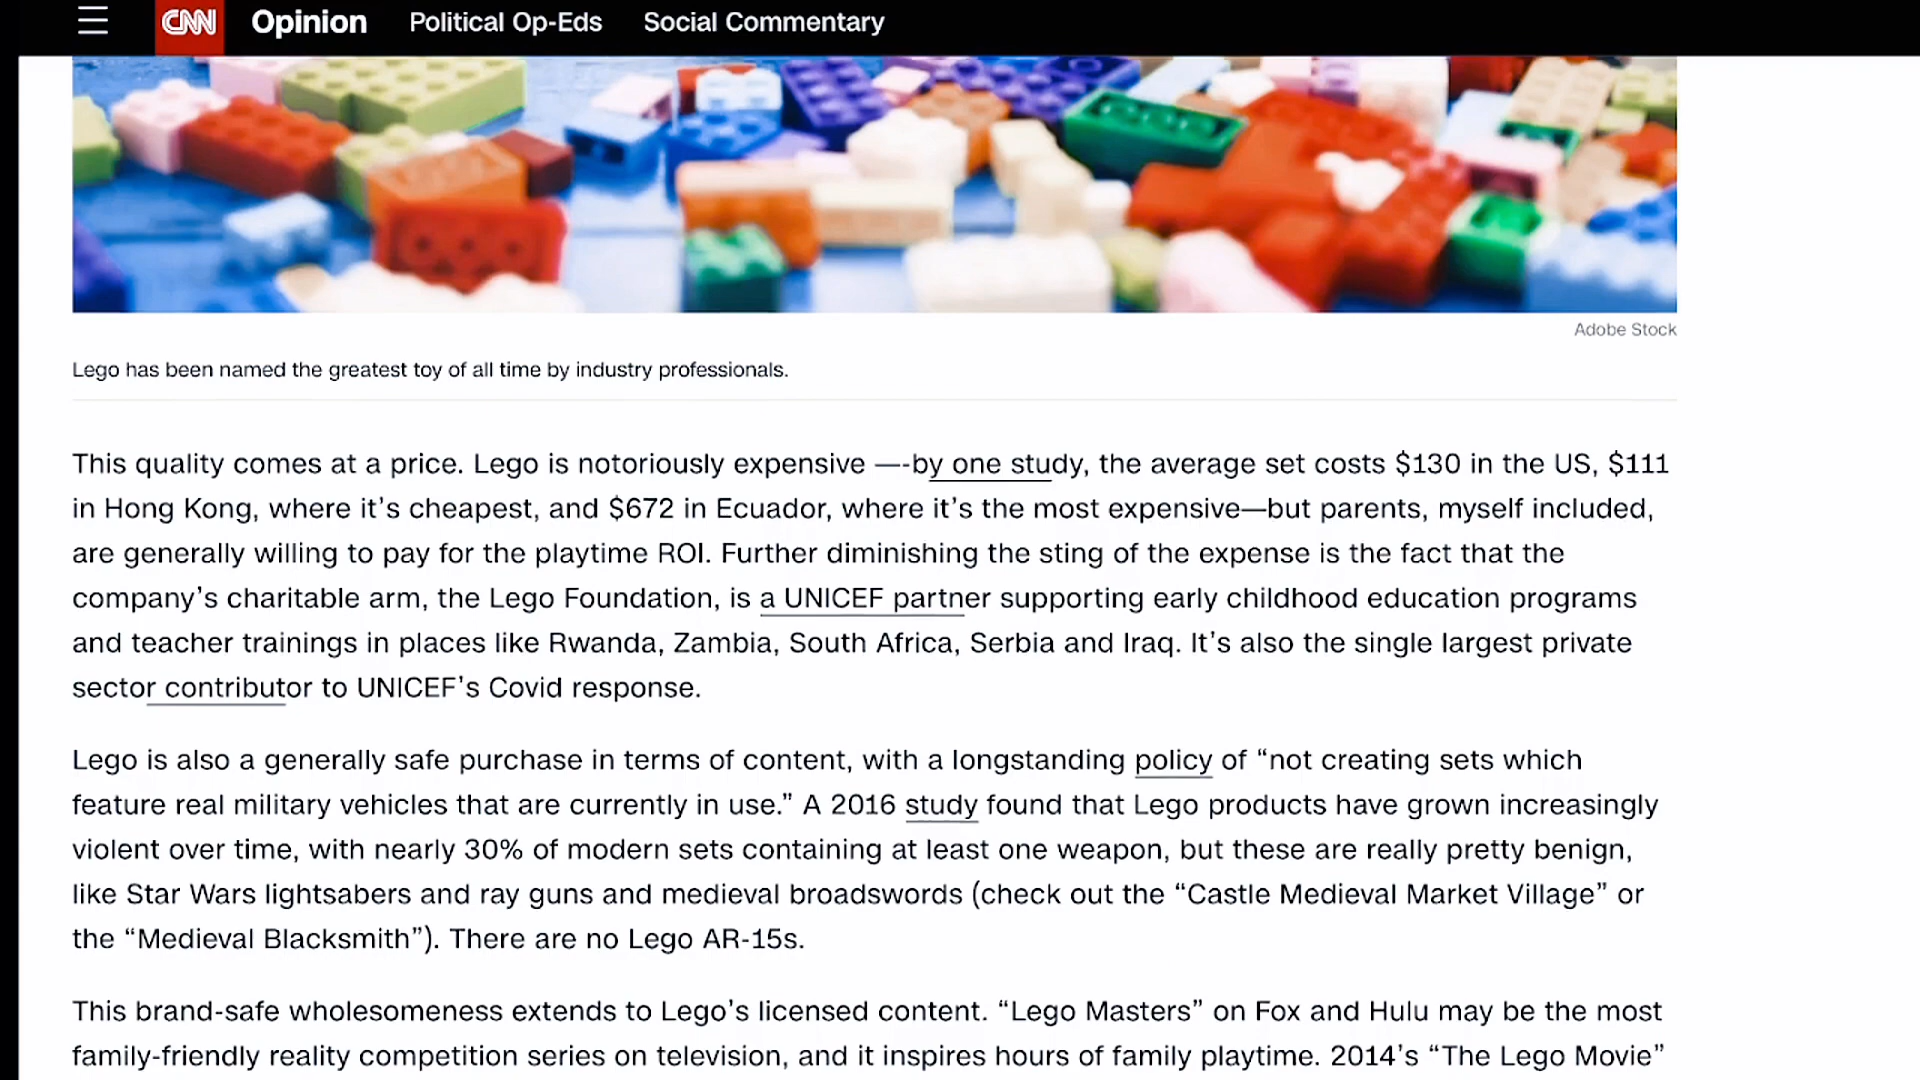 CNN Opinion Political Op-Eds Social Commentary
Adobe Stock
Lego has been named the greatest toy of all time by industry professionals.
This quality comes at a price. Lego is notoriously expensive —-by one study, the average set costs $130 in the US, $111
in Hong Kong, where it’s cheapest, and $672 in Ecuador, where it’s the most expensive—but parents, myself included,
are generally willing to pay for the playtime ROI. Further diminishing the sting of the expense is the fact that the
company’s charitable arm, the Lego Foundation, is a UNICEF partner supporting early childhood education programs
and teacher trainings in places like Rwanda, Zambia, South Africa, Serbia and Iraq. It’s also the single largest private
sector contributor to UNICEF’s Covid response.
Lego is also a generally safe purchase in terms of content, with a longstanding policy of “not creating sets which
feature real military vehicles that are currently in use.” A 2016 study found that Lego products have grown increasingly
violent over time, with nearly 30% of modern sets containing at least one weapon, but these are really pretty benign,
like Star Wars lightsabers and ray guns and medieval broadswords (check out the “Castle Medieval Market Village” or
the “Medieval Blacksmith”). There are no Lego AR-15s.
This brand-safe wholesomeness extends to Lego’s licensed content. “Lego Masters” on Fox and Hulu may be the most
family-friendly reality competition series on television, and it inspires hours of family playtime. 2014’s “The Lego Movie”